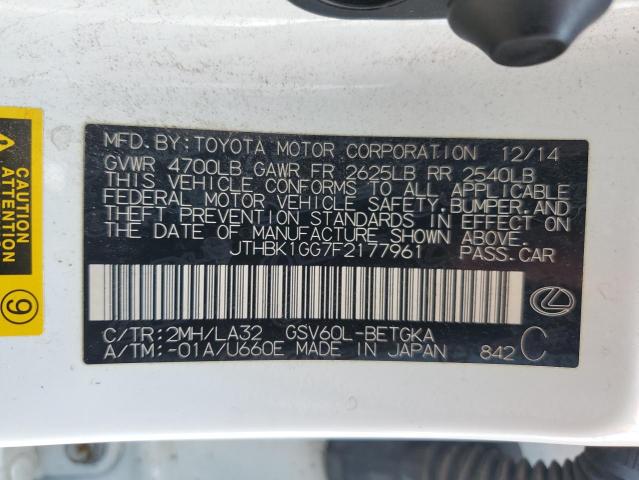 MFD.BY:TOYOTA MOTOR CORPORATION 12/14
GVWR 4700LB GAWR FR 2625LB RR 2540LB
THIS VEHICLE CONFORMS TO ALL APPLICABLE
FEDERAL MOTOR VEHICLE SAFETY,BUMPER,AND
THEFT PREVENTION STANDARDS IN EFFECT ON
THE DATE OF MANUFACTURE SHOWN ABOVE.
JTHBK1GG7F2177961 PASS.CAR
C/TR:2MH/LA32 GSV60L-BETGKA
A/TM:-01A/U660E MADE IN JAPAN 842 C
CAUTION
ATTENTION
9